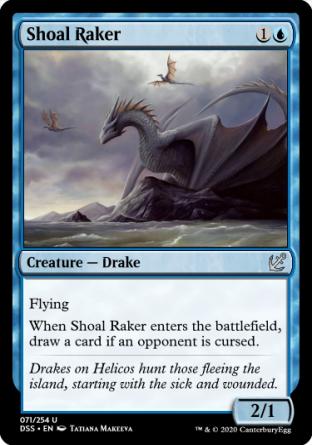 Shoal Raker 1
Creature — Drake
Flying
When Shoal Raker enters the battlefield,
draw a card if an opponent is cursed.
Drakes on Helicos hunt those fleeing the
island, starting with the sick and wounded.
2/1
071/254 U
DSS • EN TATIANA MAKEEVA
™ & © 2020 CanterburyEgg